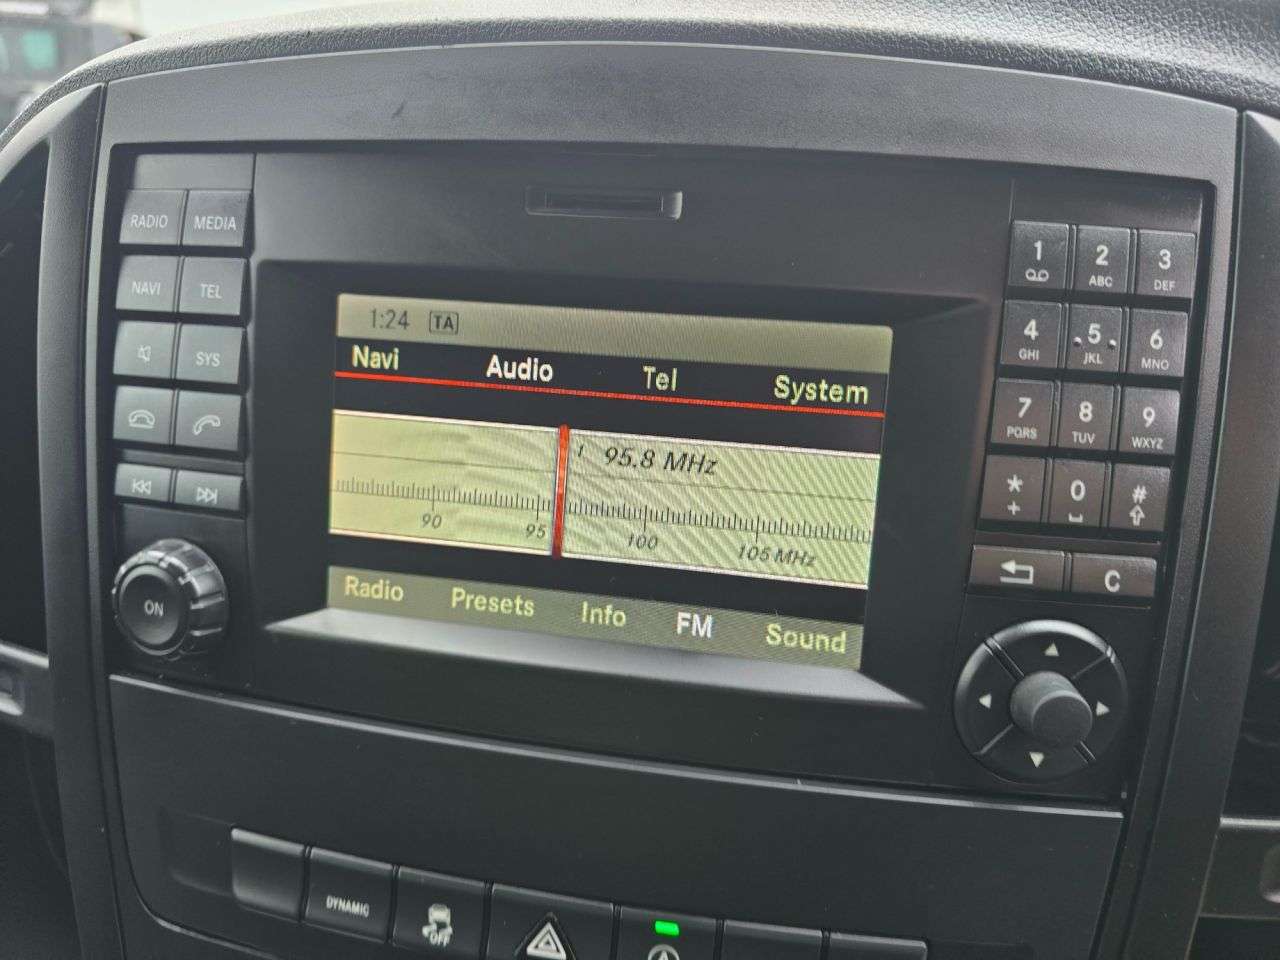 RADIO MEDIA
NAVI TEL
SYS
ON
1:24 TA
Navi Audio Tel System
95.8 MHz
90 95 100 105 MHz
Radio Presets Info FM Sound
1 2 ABC 3 DEF
4 GHI 5 JKL 6 MNO
7 PQRS 8 TUV 9 WXYZ
* + 0 #
C
DYNAMIC
OFF